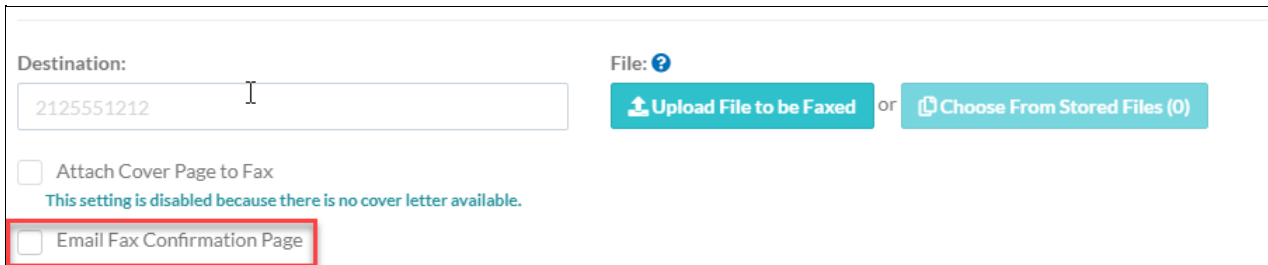 Destination:
File:
2125551212
Upload File to be Faxed or Choose From Stored Files (0)
Attach Cover Page to Fax
This setting is disabled because there is no cover letter available.
Email Fax Confirmation Page